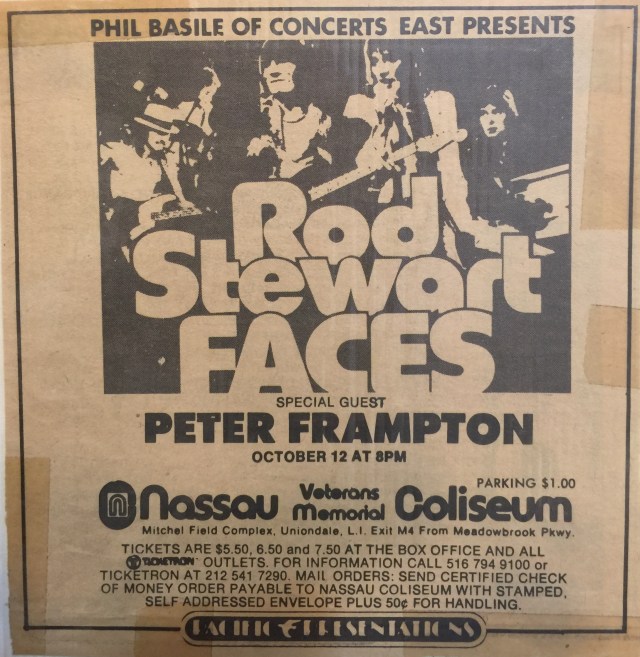 PHIL BASILE OF CONCERTS EAST PRESENTS
Rod
Stewart
FACES
SPECIAL GUEST
PETER FRAMPTON
OCTOBER 12 AT 8PM
PARKING $1.00
Nassau Veterans Memorial Coliseum
Mitchel Field Complex, Uniondale, L.I. Exit M4 From Meadowbrook Pkwy.
TICKETS ARE $5.50, 6.50 and 7.50 AT THE BOX OFFICE AND ALL
TICKETRON OUTLETS. FOR INFORMATION CALL 516 794 9100 or
TICKETRON AT 212 541 7290. MAIL ORDERS: SEND CERTIFIED CHECK
OF MONEY ORDER PAYABLE TO NASSAU COLISEUM WITH STAMPED,
SELF ADDRESSED ENVELOPE PLUS 50¢ FOR HANDLING.
PACIFIC PRESENTATIONS